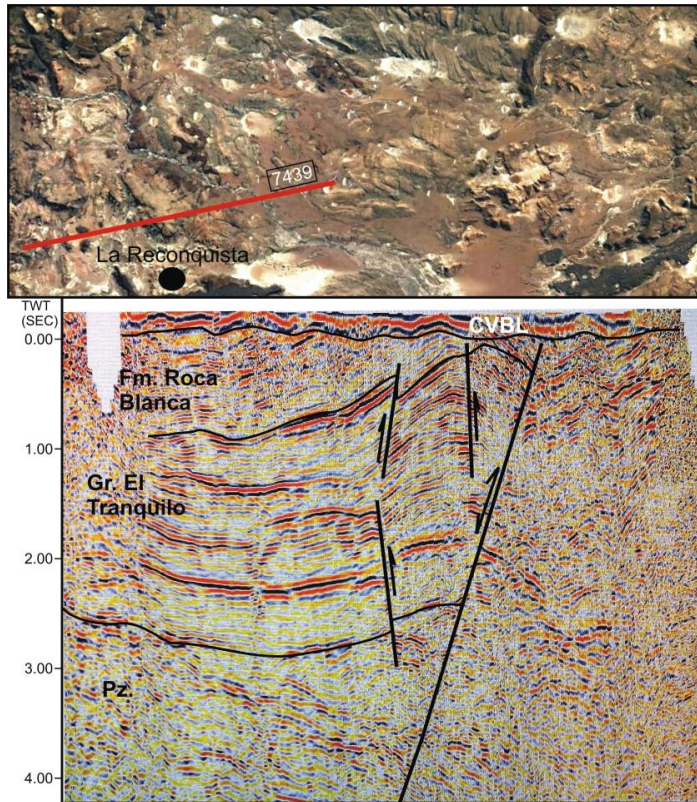 7439
La Reconquista
TWT
(SEC)
0.00
CVBL
Fm. Roca
Blanca
1.00
Gr. El
Tranquilo
2.00
3.00
Pz.
4.00